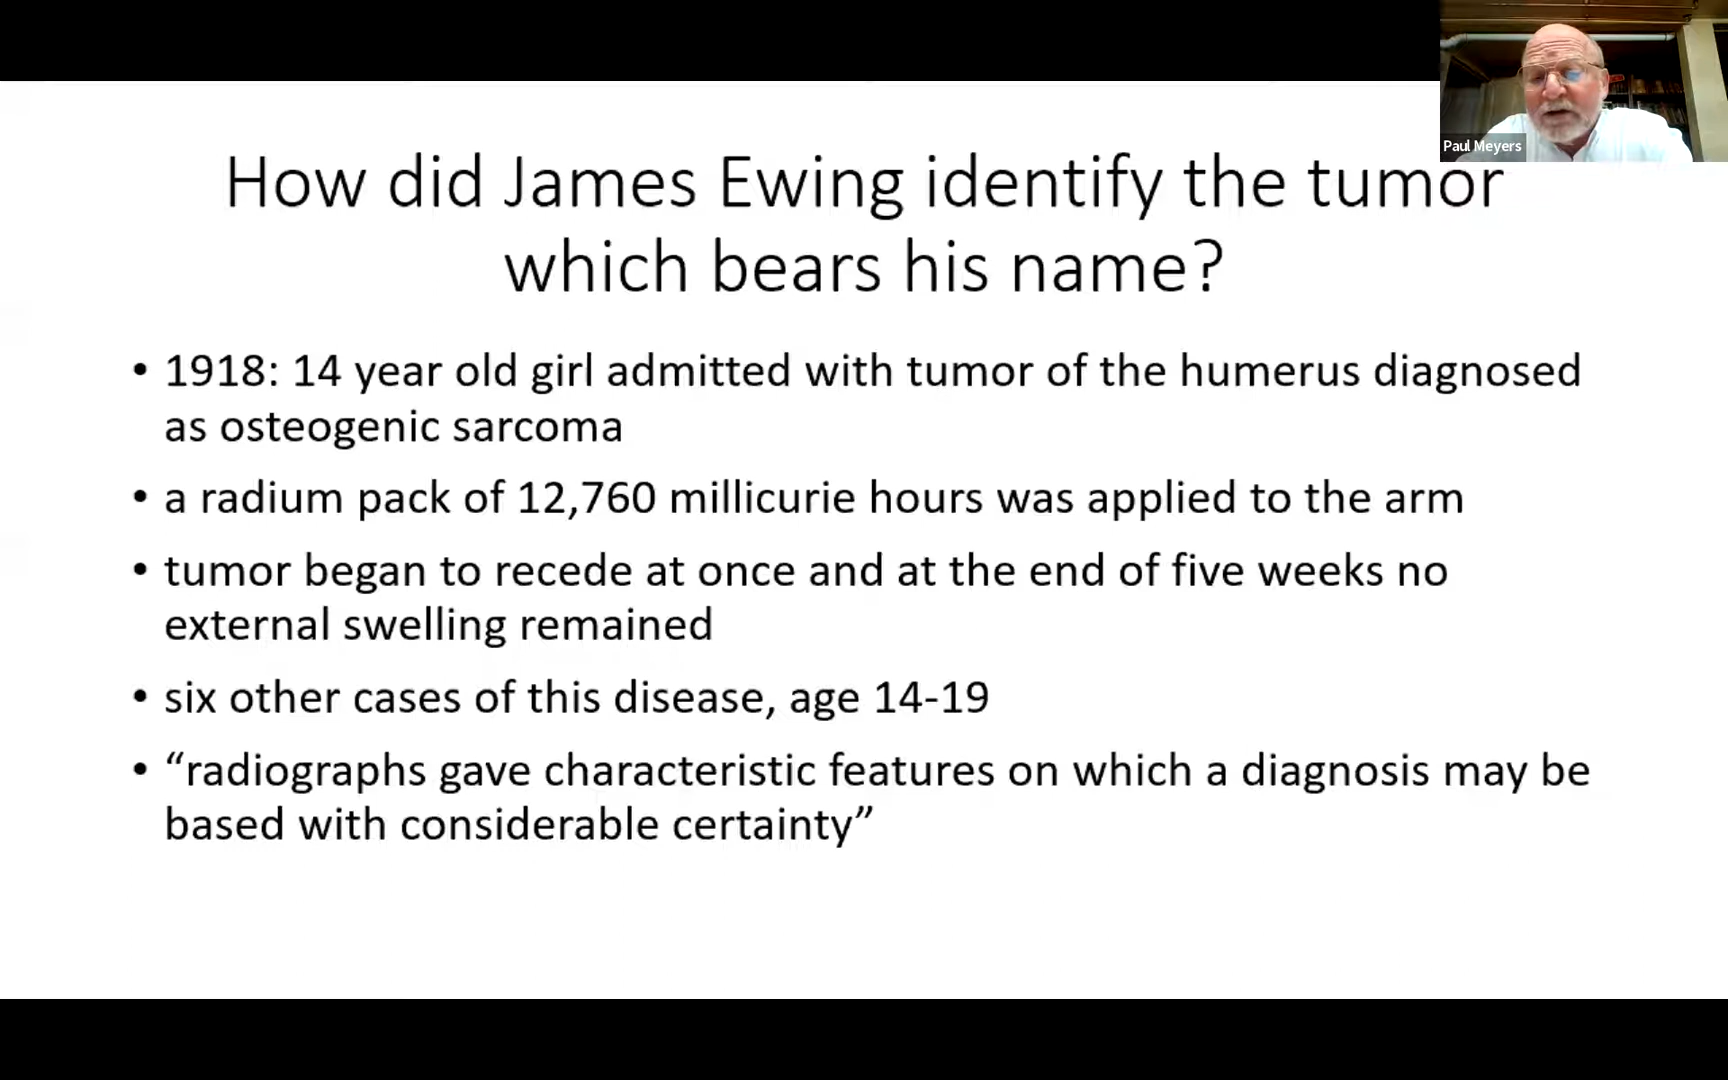 Paul Meyers
How did James Ewing identify the tumor
which bears his name?
• 1918: 14 year old girl admitted with tumor of the humerus diagnosed
as osteogenic sarcoma
• a radium pack of 12,760 millicurie hours was applied to the arm
• tumor began to recede at once and at the end of five weeks no
external swelling remained
• six other cases of this disease, age 14-19
• “radiographs gave characteristic features on which a diagnosis may be
based with considerable certainty”